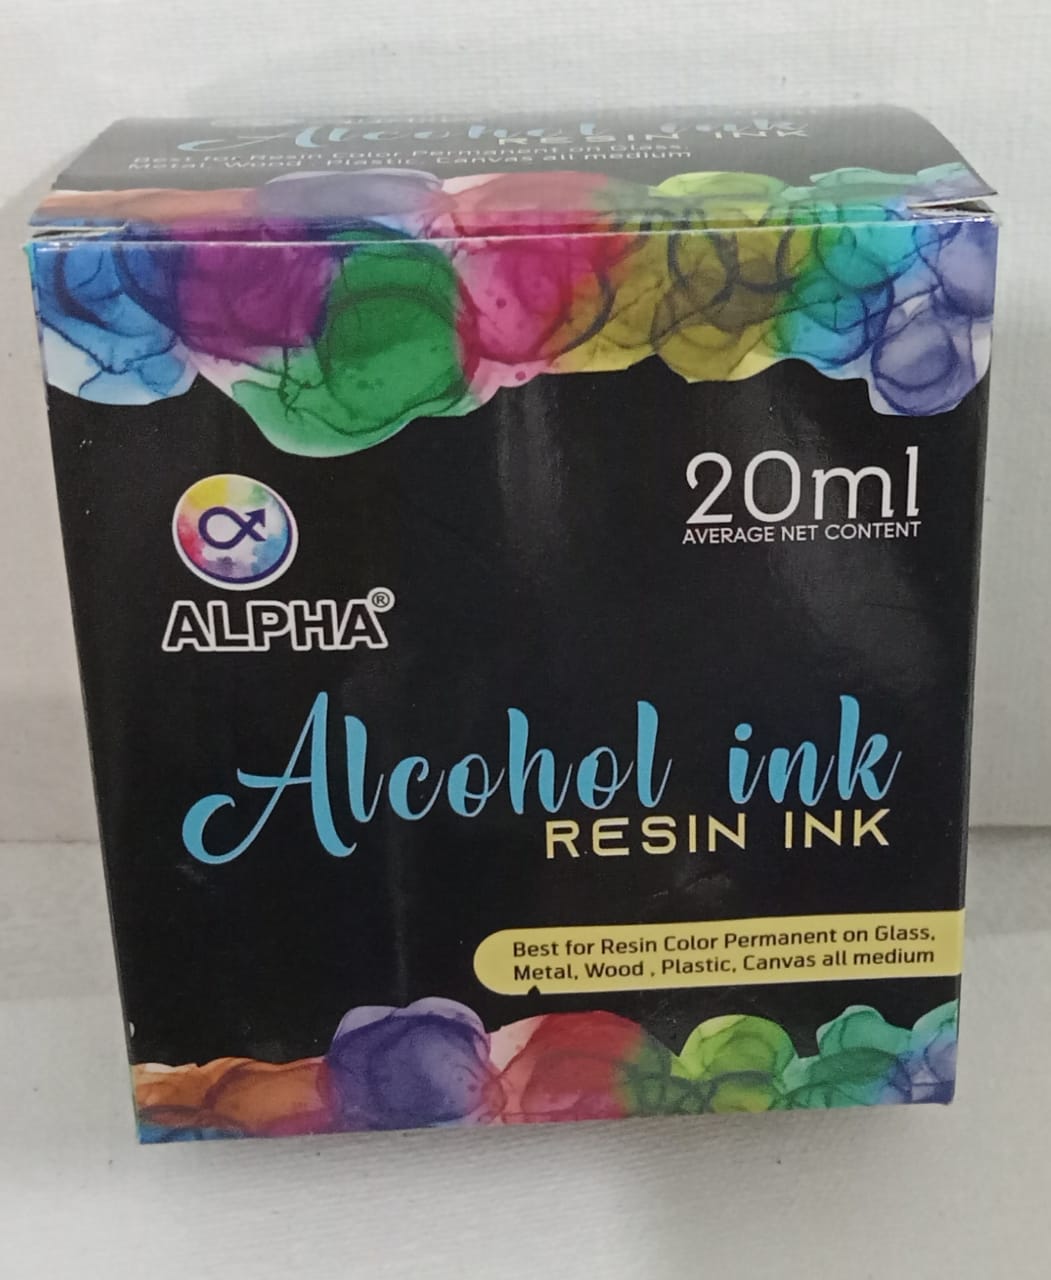 Alcohol ink
RESIN INK
Best for Resin Color Permanent on Glass,
Metal, Wood , Plastic, Canvas all medium
20ml
AVERAGE NET CONTENT
ALPHA®
Alcohol ink
RESIN INK
Best for Resin Color Permanent on Glass,
Metal, Wood , Plastic, Canvas all medium